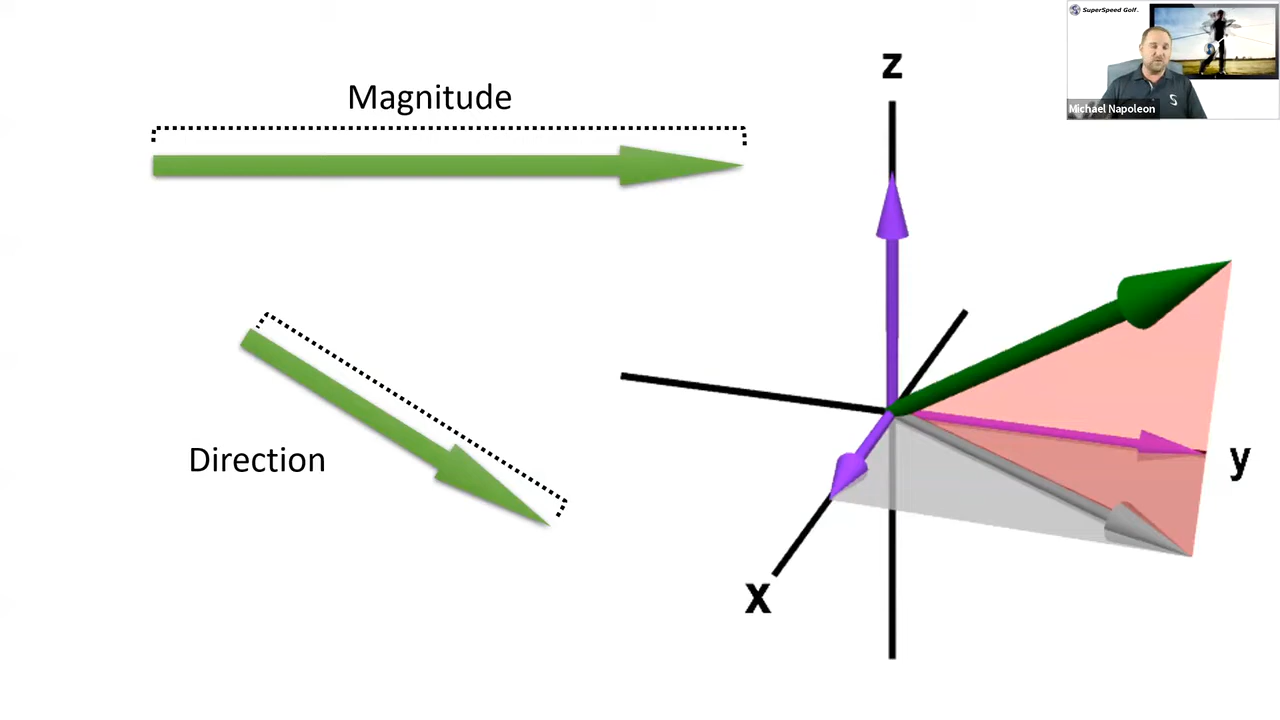 SuperSpeed Golf.
Michael Napoleon
Magnitude
z
Direction
y
x